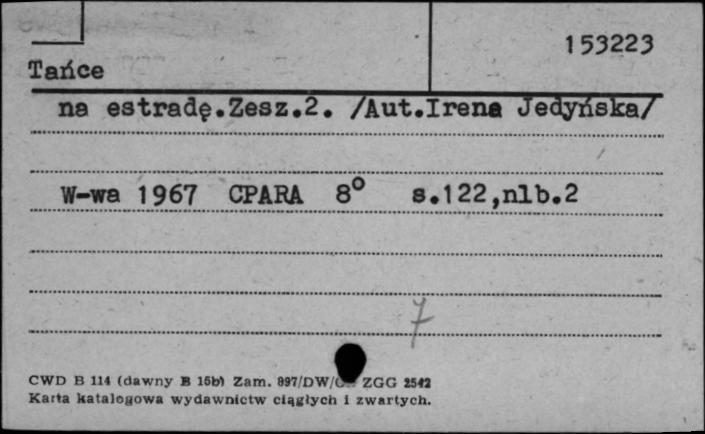 153223
Tańce
na estradę.Zesz.2. /Aut.Irena Jedyńska/
W-wa 1967 CPARA 8° s.122,nlb.2
7
CWD B 114 (dawny B 15b) Zam. 897/DW/ ZGG 2542
Karta katalogowa wydawnictw ciągłych i zwartych.